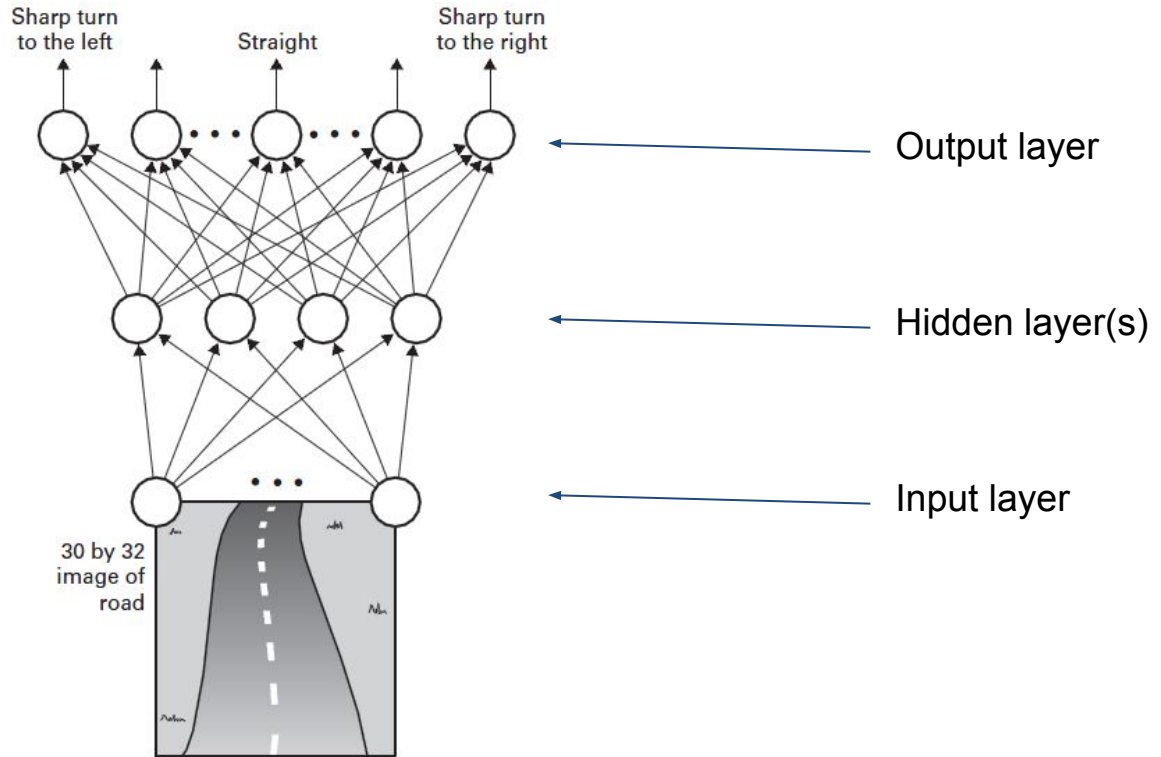 Sharp turn
to the left
Straight
Sharp turn
to the right
Output layer
Hidden layer(s)
Input layer
30 by 32
image of
road